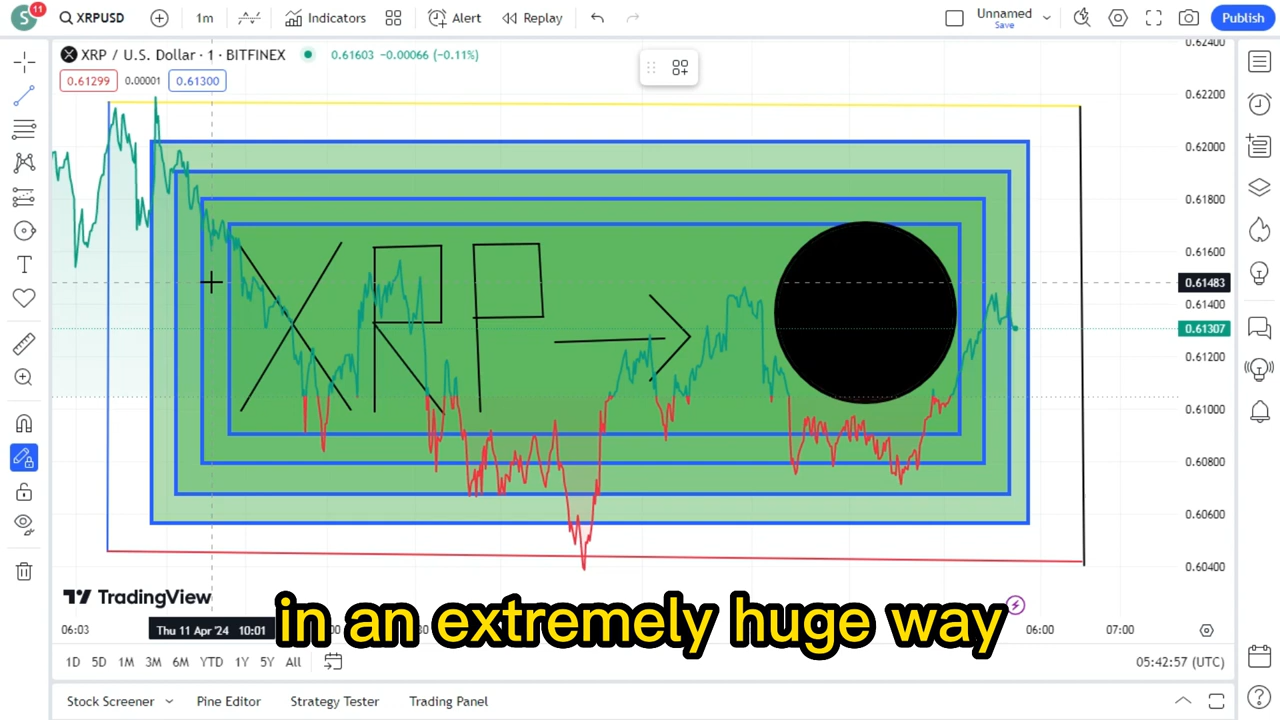 S 11 XRPUSD 1m Indicators Alert Replay Unnamed Save Publish
XRP / U.S. Dollar · 1 · BITFINEX 0.61603 −0.00066 (−0.11%)
0.61299 0.00001 0.61300
0.62400
0.62200
0.62000
0.61800
0.61600
0.61483
0.61400
0.61307
0.61200
0.61000
0.60800
0.60600
0.60400
XRP
TradingView
in an extremely huge way
06:03 Thu 11 Apr '24 10:01 :30 06:00 07:00
1D 5D 1M 3M 6M YTD 1Y 5Y All 05:42:57 (UTC)
Stock Screener Pine Editor Strategy Tester Trading Panel